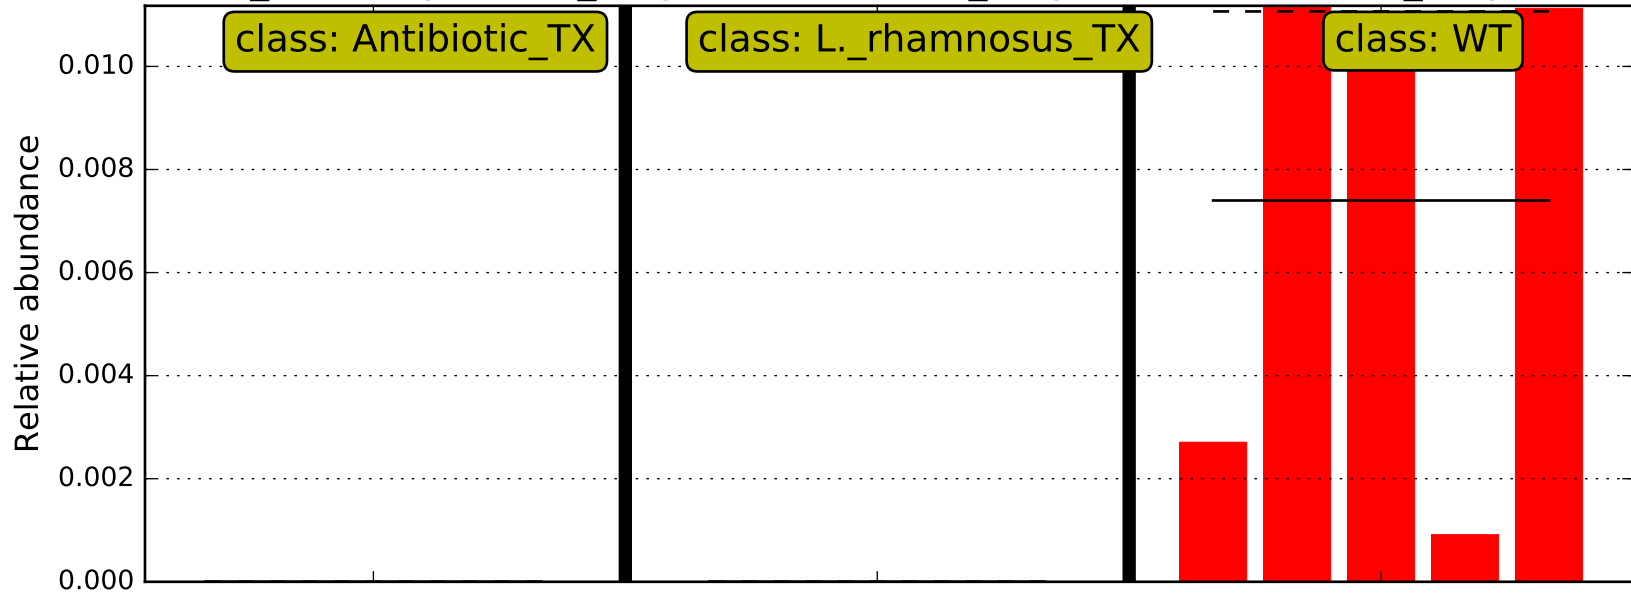 class: Antibiotic_TX
class: L._rhamnosus_TX
class: WT
Relative abundance
0.010
0.008
0.006
0.004
0.002
0.000